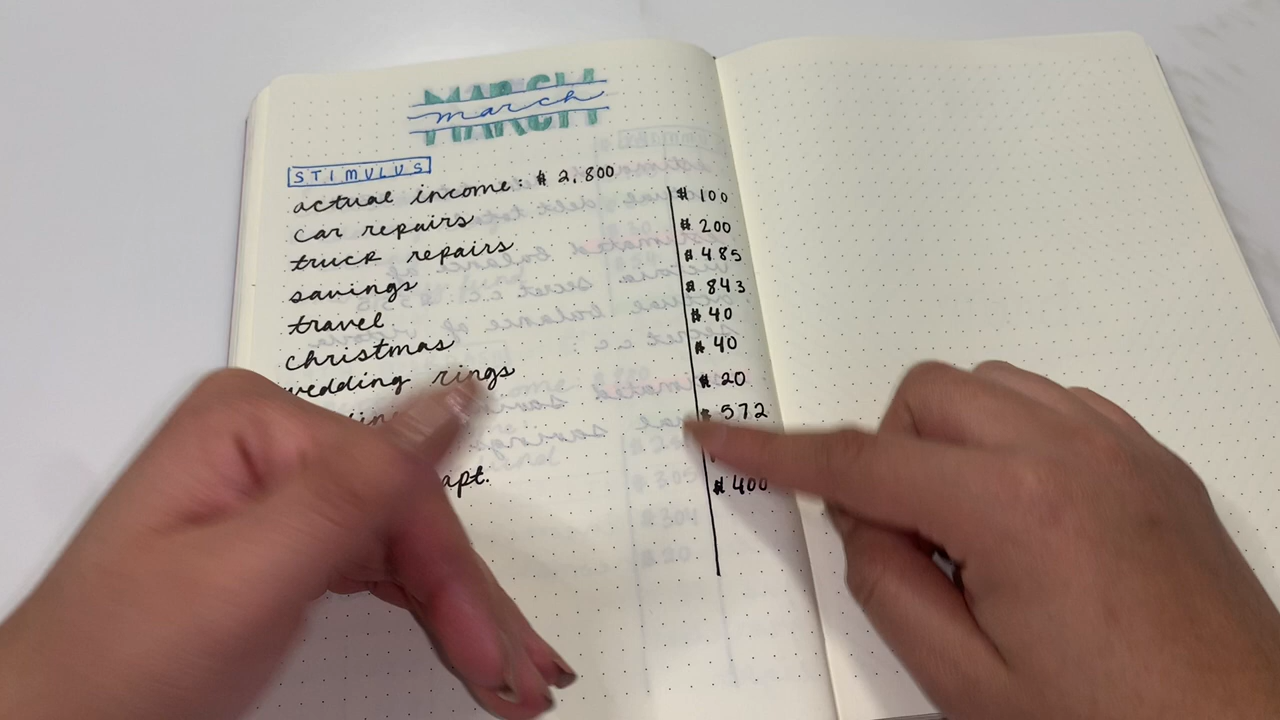 MARCH
march
STIMULUS
actual income: $ 2,800
car repairs $ 100
truck repairs $ 200
savings $ 485
travel $ 843
christmas $ 40
wedding rings $ 40
$ 20
$ 572
apt. $ 400